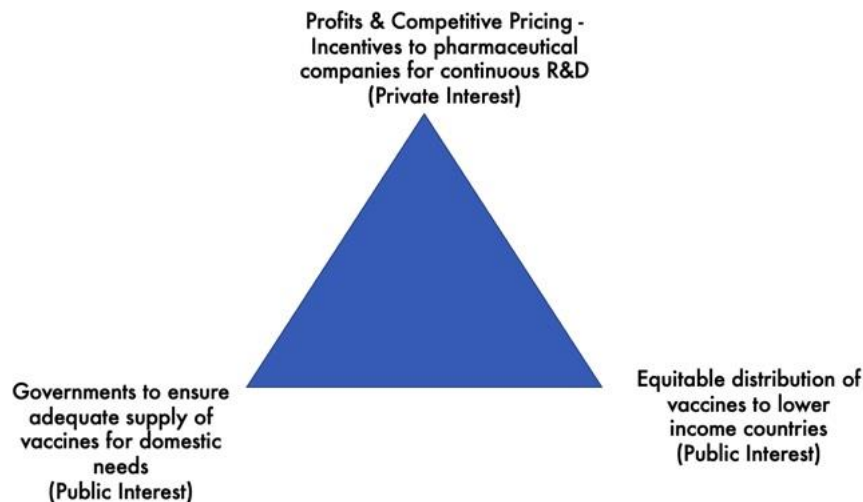 Profits & Competitive Pricing -
Incentives to pharmaceutical
companies for continuous R&D
(Private Interest)
Governments to ensure
adequate supply of
vaccines for domestic
needs
(Public Interest)
Equitable distribution of
vaccines to lower
income countries
(Public Interest)